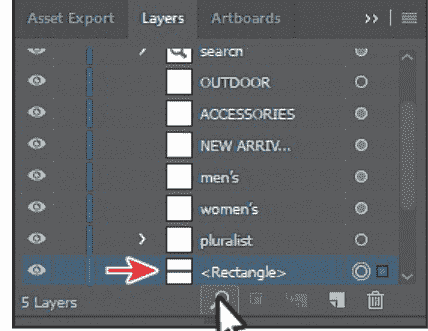 Asset Export Layers Artboards >>
search
OUTDOOR
ACCESSORIES
NEW ARRIV...
men's
women's
pluralist
<Rectangle>
5 Layers